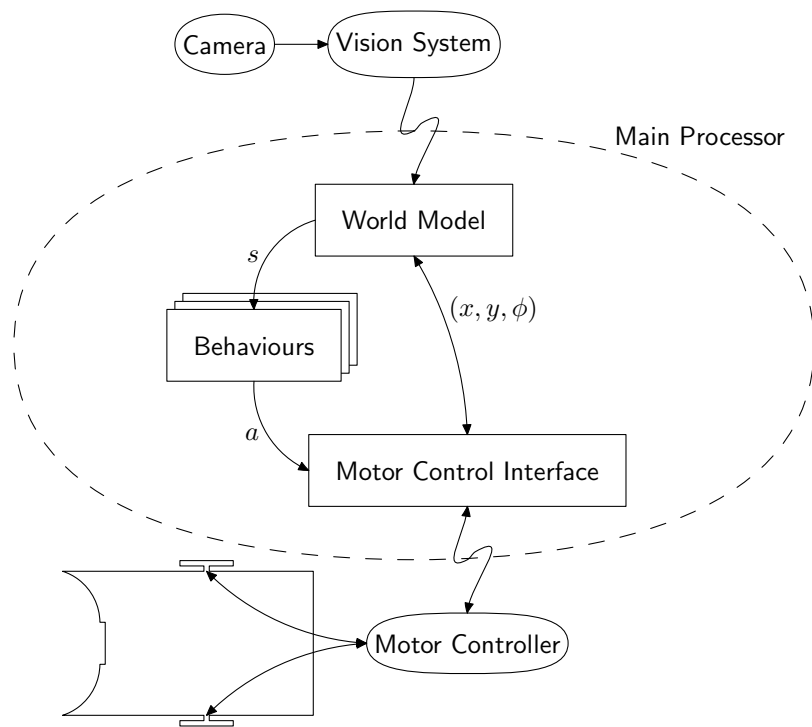 Camera
Vision System
Main Processor
World Model
s
(x, y, ϕ)
Behaviours
a
Motor Control Interface
Motor Controller